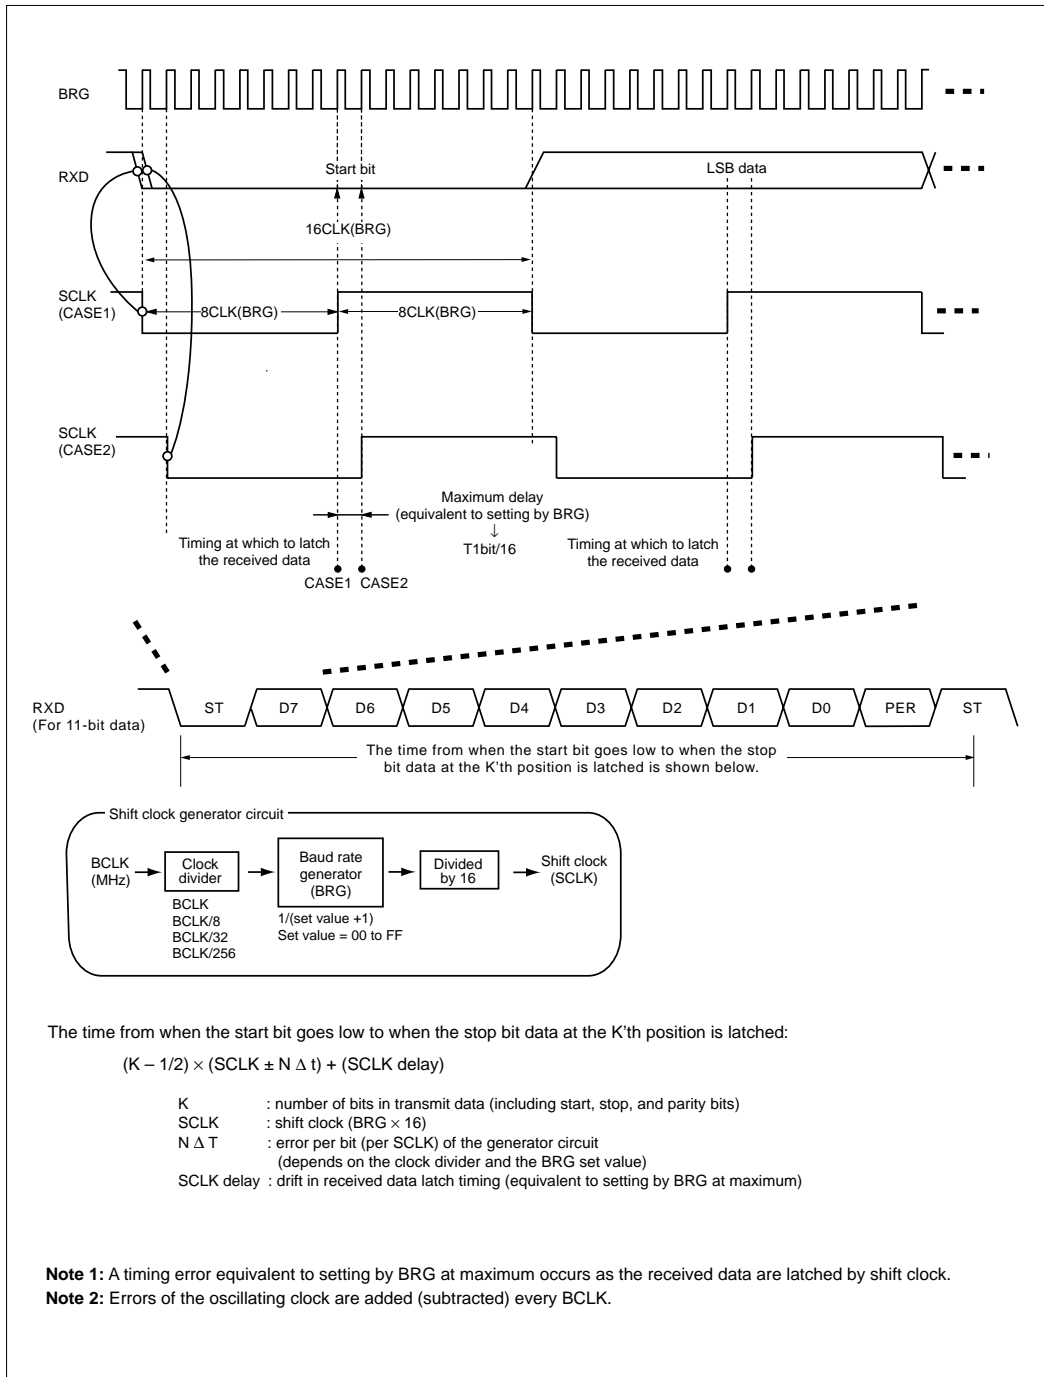 BRG
RXD
Start bit
LSB data
16CLK(BRG)
SCLK
(CASE1)
8CLK(BRG)
8CLK(BRG)
SCLK
(CASE2)
Maximum delay
(equivalent to setting by BRG)
↓
T1bit/16
Timing at which to latch
the received data
Timing at which to latch
the received data
CASE1 CASE2
RXD
(For 11-bit data)
ST D7 D6 D5 D4 D3 D2 D1 D0 PER ST
The time from when the start bit goes low to when the stop
bit data at the K'th position is latched is shown below.
Shift clock generator circuit
BCLK
(MHz)
Clock
divider
Baud rate
generator
(BRG)
Divided
by 16
Shift clock
(SCLK)
BCLK
BCLK/8
BCLK/32
BCLK/256
1/(set value +1)
Set value = 00 to FF
The time from when the start bit goes low to when the stop bit data at the K'th position is latched:
(K – 1/2) × (SCLK ± N Δ t) + (SCLK delay)
K : number of bits in transmit data (including start, stop, and parity bits)
SCLK : shift clock (BRG × 16)
N Δ T : error per bit (per SCLK) of the generator circuit
(depends on the clock divider and the BRG set value)
SCLK delay : drift in received data latch timing (equivalent to setting by BRG at maximum)
Note 1: A timing error equivalent to setting by BRG at maximum occurs as the received data are latched by shift clock.
Note 2: Errors of the oscillating clock are added (subtracted) every BCLK.